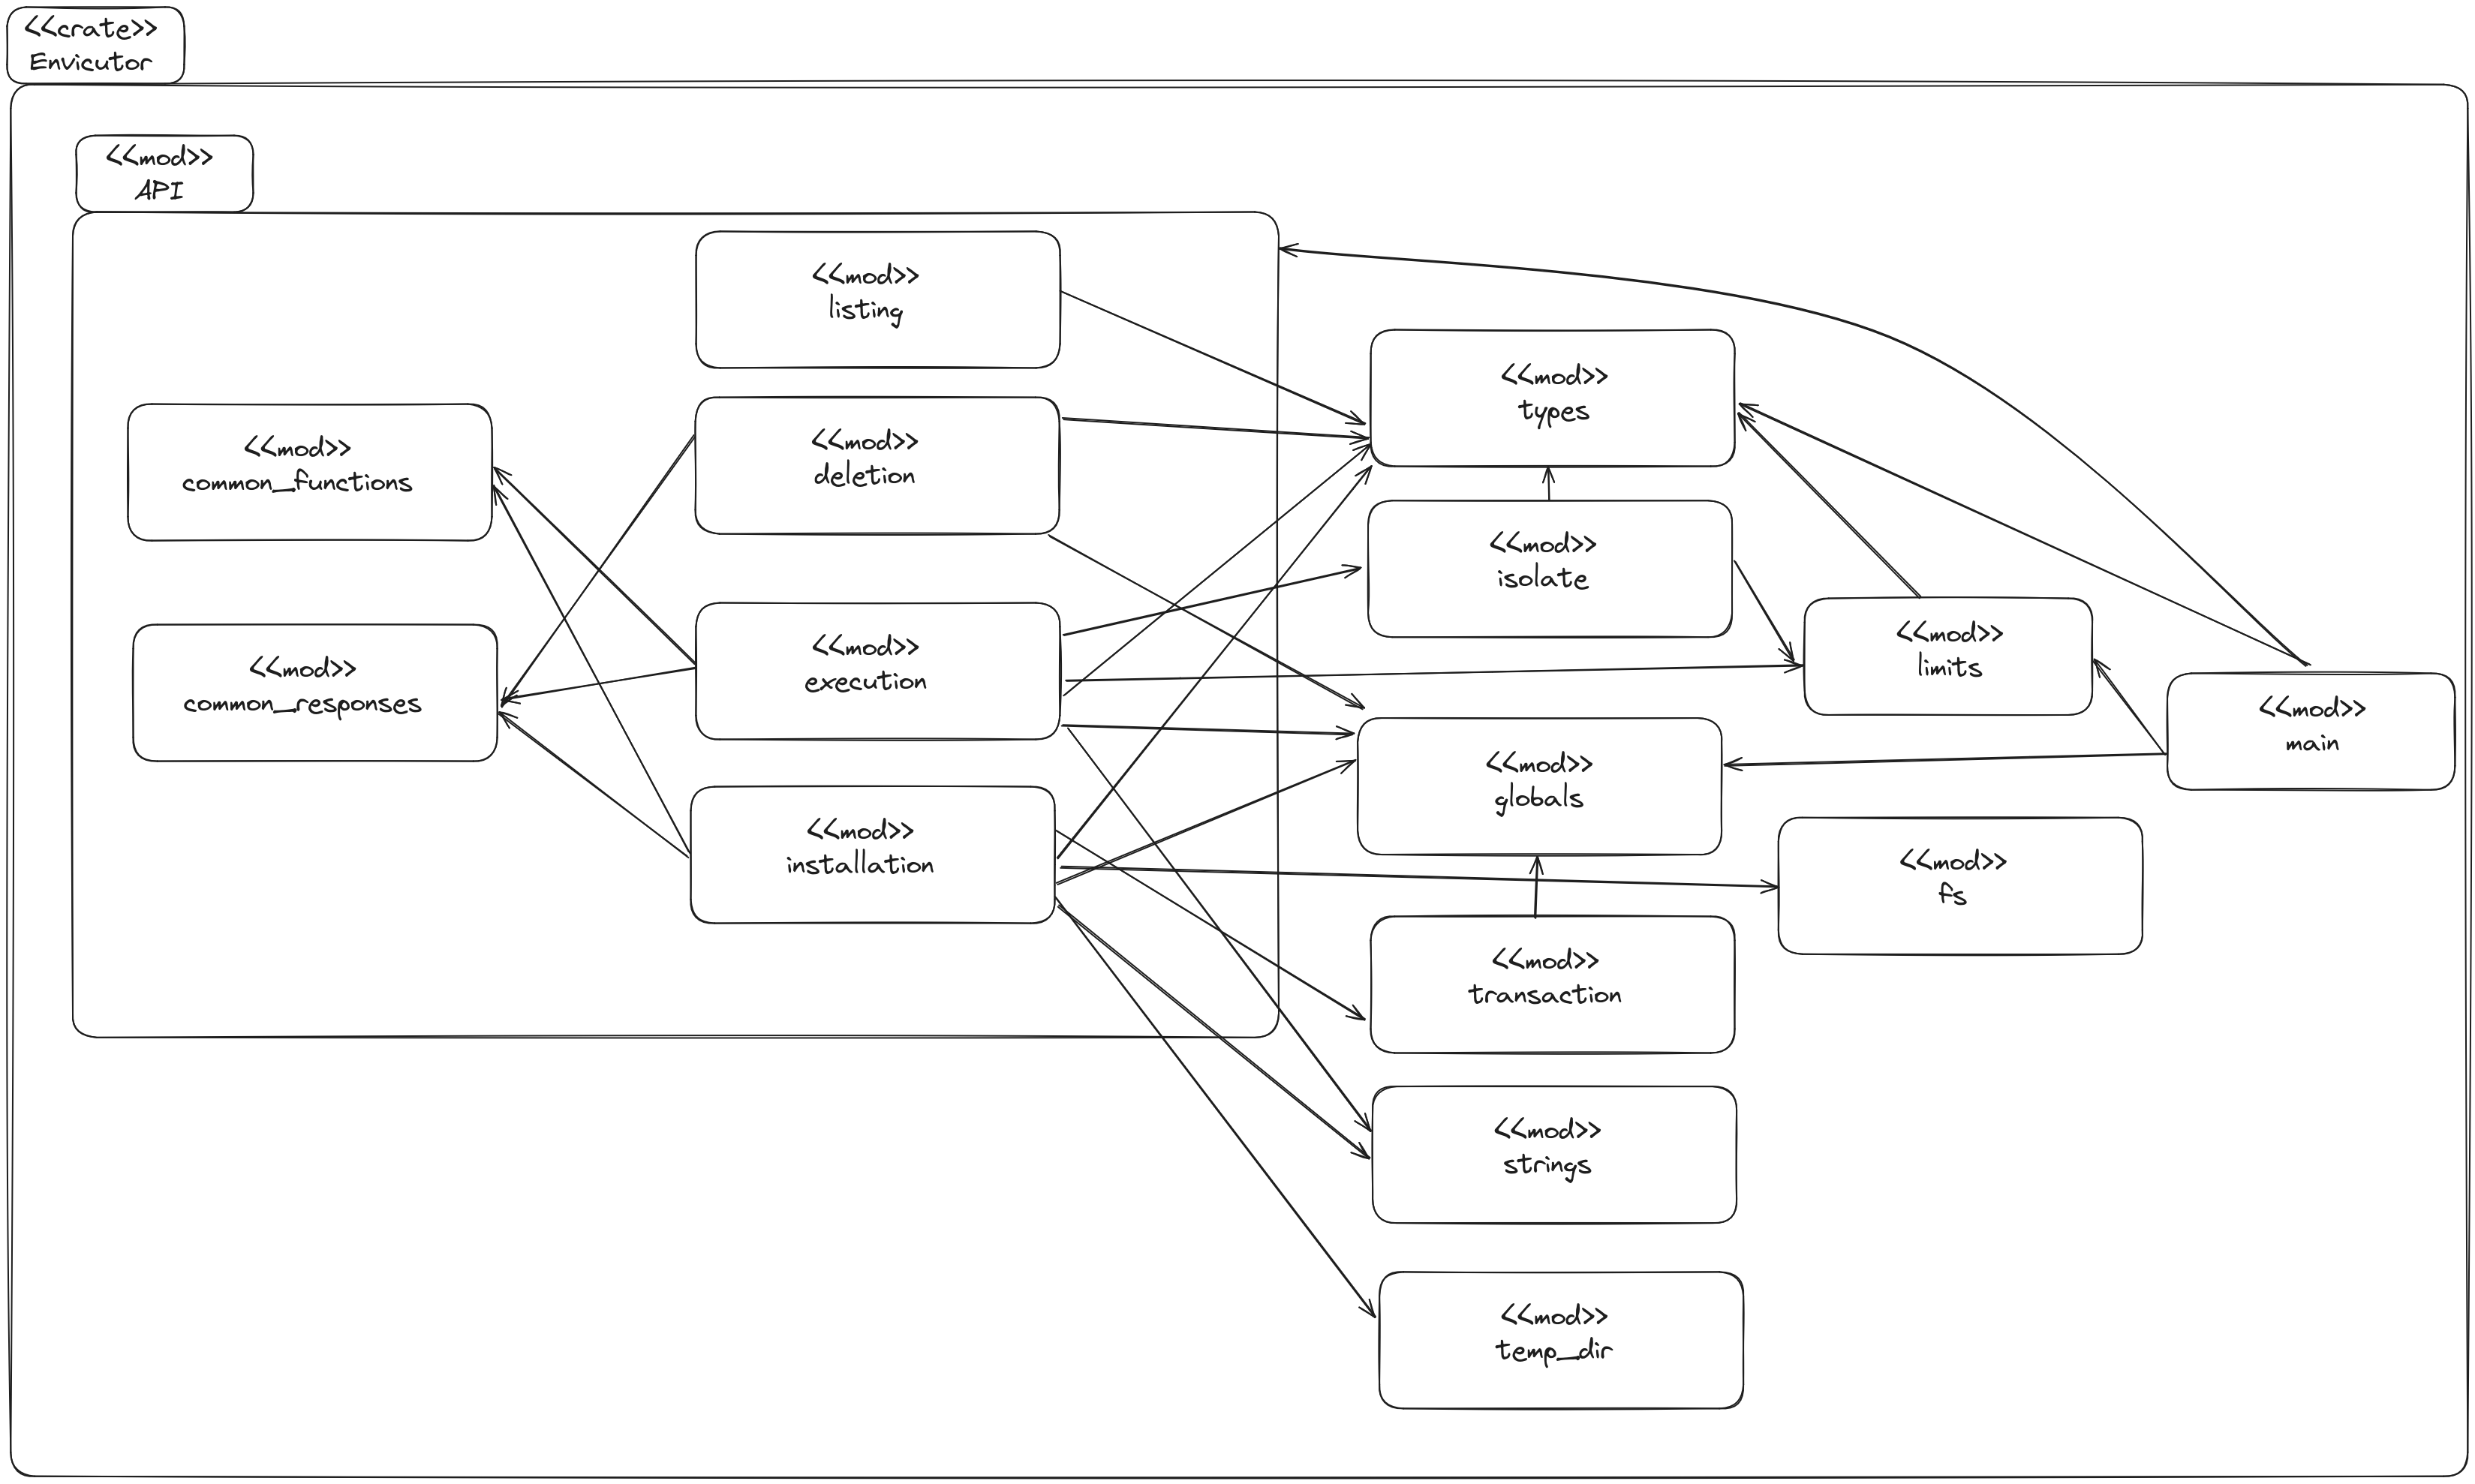 <<crate>>
Envicutor
<<mod>>
API
<<mod>>
listing
<<mod>>
types
<<mod>>
common_functions
<<mod>>
deletion
<<mod>>
isolate
<<mod>>
common_responses
<<mod>>
execution
<<mod>>
limits
<<mod>>
main
<<mod>>
globals
<<mod>>
installation
<<mod>>
fs
<<mod>>
transaction
<<mod>>
strings
<<mod>>
temp_dir